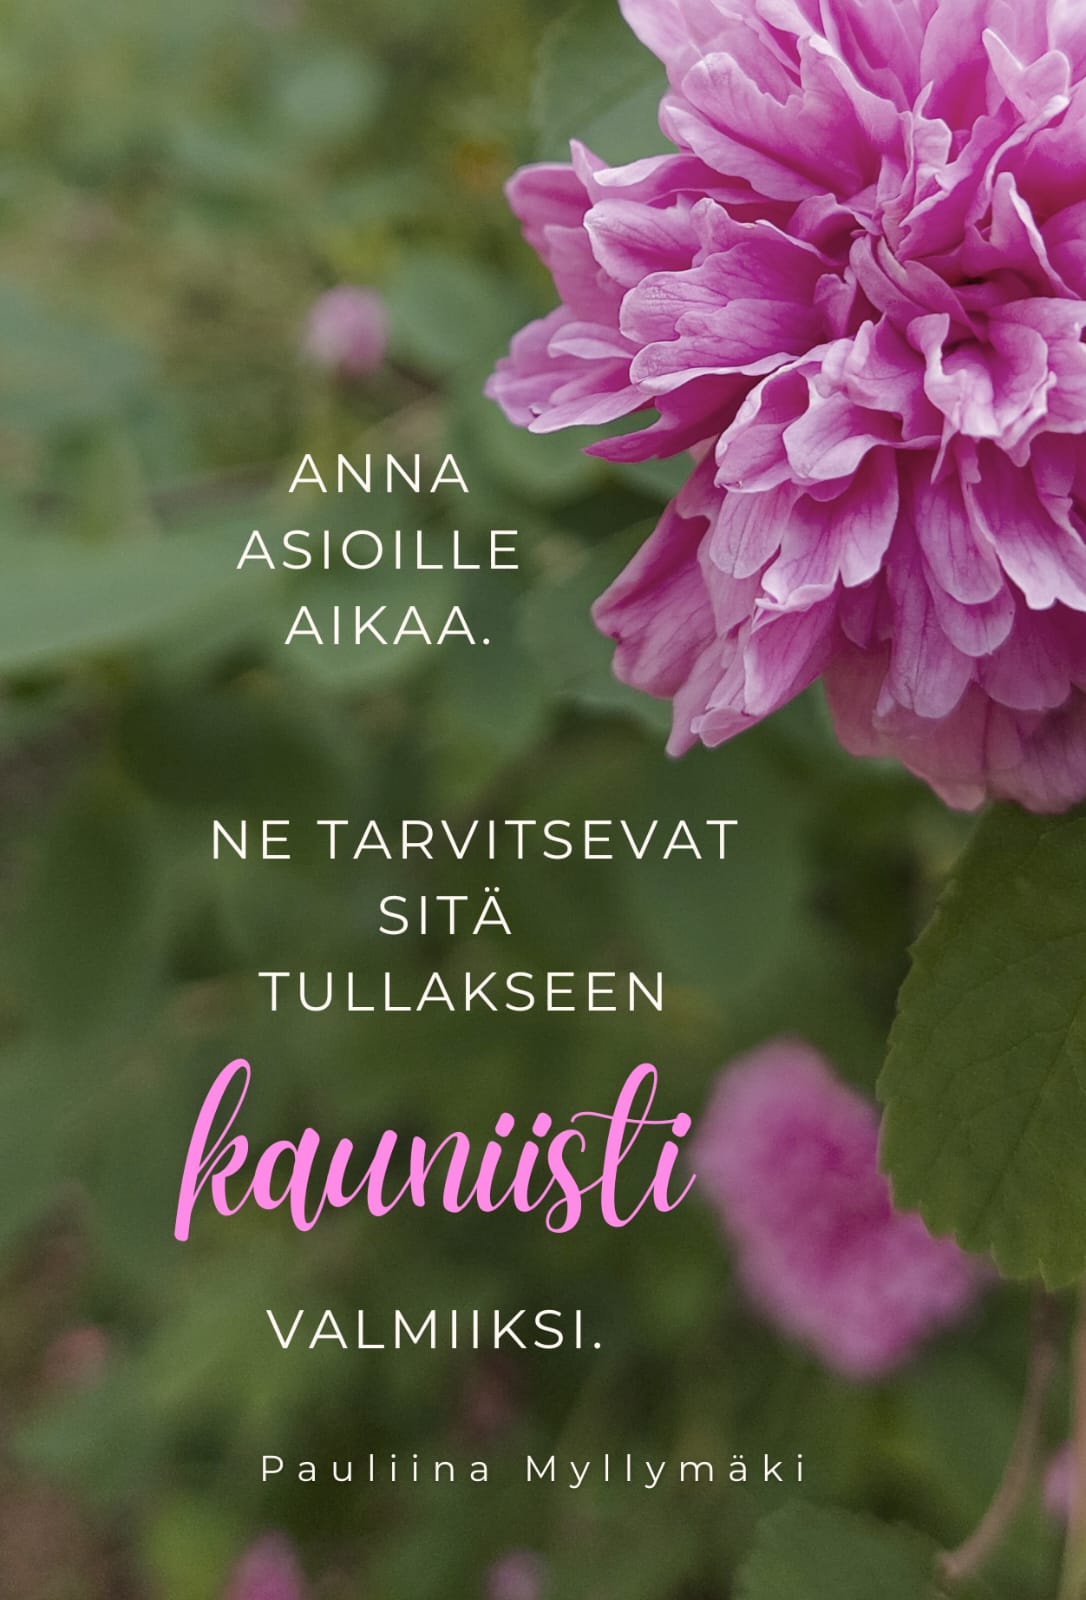 ANNA
ASIOILLE
AIKAA.
NE TARVITSEVAT
SITÄ
TULLAKSEEN
kauniisti
VALMIIKSI.
Pauliina Myllymäki